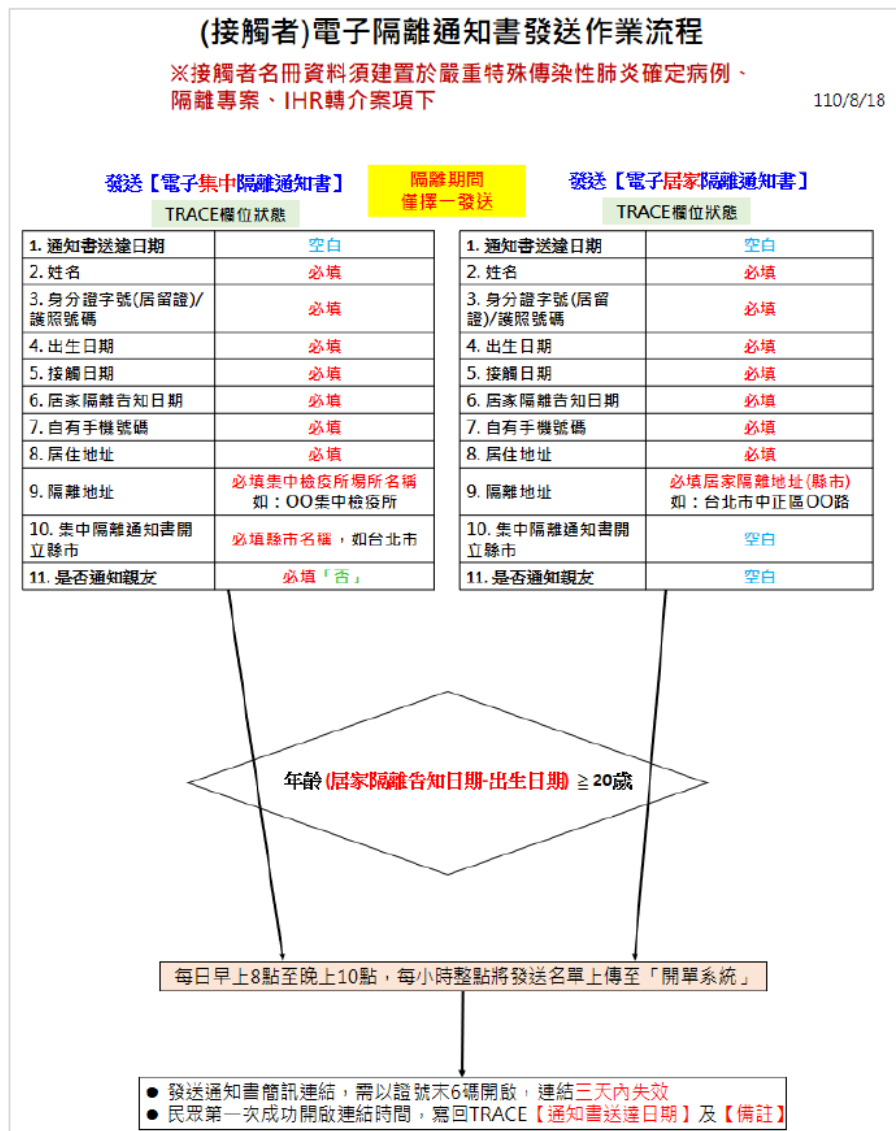 (接觸者)電子隔離通知書發送作業流程
※接觸者名冊資料須建置於嚴重特殊傳染性肺炎確定病例、
隔離專案、IHR轉介案項下
110/8/18
發送【電子集中隔離通知書】
TRACE欄位狀態
隔離期間
僅擇一發送
發送【電子居家隔離通知書】
TRACE欄位狀態
1. 通知書送達日期 空白
2. 姓名 必填
3. 身分證字號(居留證)/
護照號碼 必填
4. 出生日期 必填
5. 接觸日期 必填
6. 居家隔離告知日期 必填
7. 自有手機號碼 必填
8. 居住地址 必填
9. 隔離地址 必填集中檢疫所場所名稱
如：OO集中檢疫所
10. 集中隔離通知書開
立縣市 必填縣市名稱，如台北市
11. 是否通知親友 必填「否」
1. 通知書送達日期 空白
2. 姓名 必填
3. 身分證字號(居留
證)/護照號碼 必填
4. 出生日期 必填
5. 接觸日期 必填
6. 居家隔離告知日期 必填
7. 自有手機號碼 必填
8. 居住地址 必填
9. 隔離地址 必填居家隔離地址(縣市)
如：台北市中正區OO路
10. 集中隔離通知書開
立縣市 空白
11. 是否通知親友 空白
年齡(居家隔離告知日期-出生日期) ≧20歲
每日早上8點至晚上10點，每小時整點將發送名單上傳至「開單系統」
● 發送通知書簡訊連結，需以證號末6碼開啟，連結三天內失效
● 民眾第一次成功開啟連結時間，寫回TRACE【通知書送達日期】及【備註】